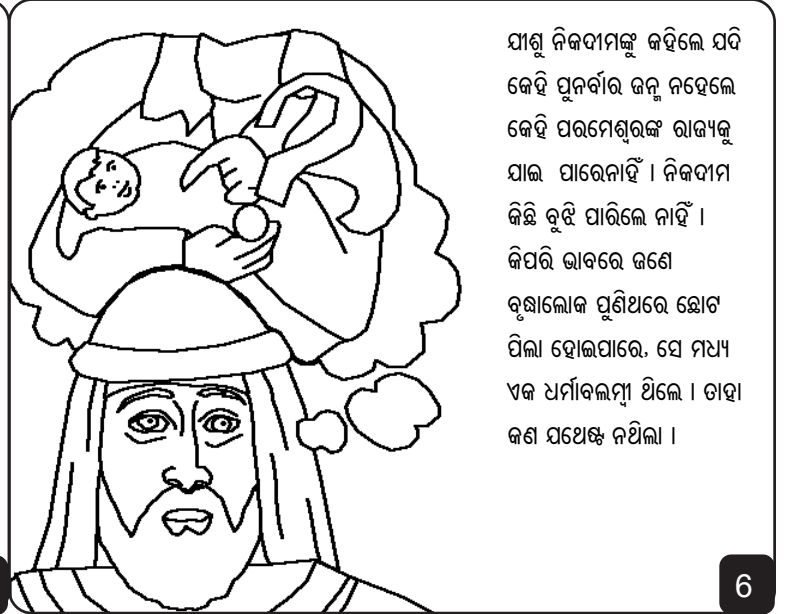 ଯୀଶୁ ନିକଦୀମଙ୍କୁ କହିଲେ ଯଦି
କେହି ପୁନର୍ବାର ଜନ୍ମ ନହେଲେ
କେହି ପରମେଶ୍ୱରଙ୍କ ରାଜ୍ୟକୁ
ଯାଇ ପାରେନାହିଁ । ନିକଦୀମ
କିଛି ବୁଝି ପାରିଲେ ନାହିଁ ।
କିପରି ଭାବରେ ଜଣେ
ବୃଦ୍ଧାଲୋକ ପୁଣିଥରେ ଛୋଟ
ପିଲା ହୋଇପାରେ, ସେ ମଧ୍ୟ
ଏକ ଧର୍ମାବଲମ୍ବୀ ଥିଲେ । ତାହା
କଣ ଯଥେଷ୍ଟ ନଥିଲା ।
6